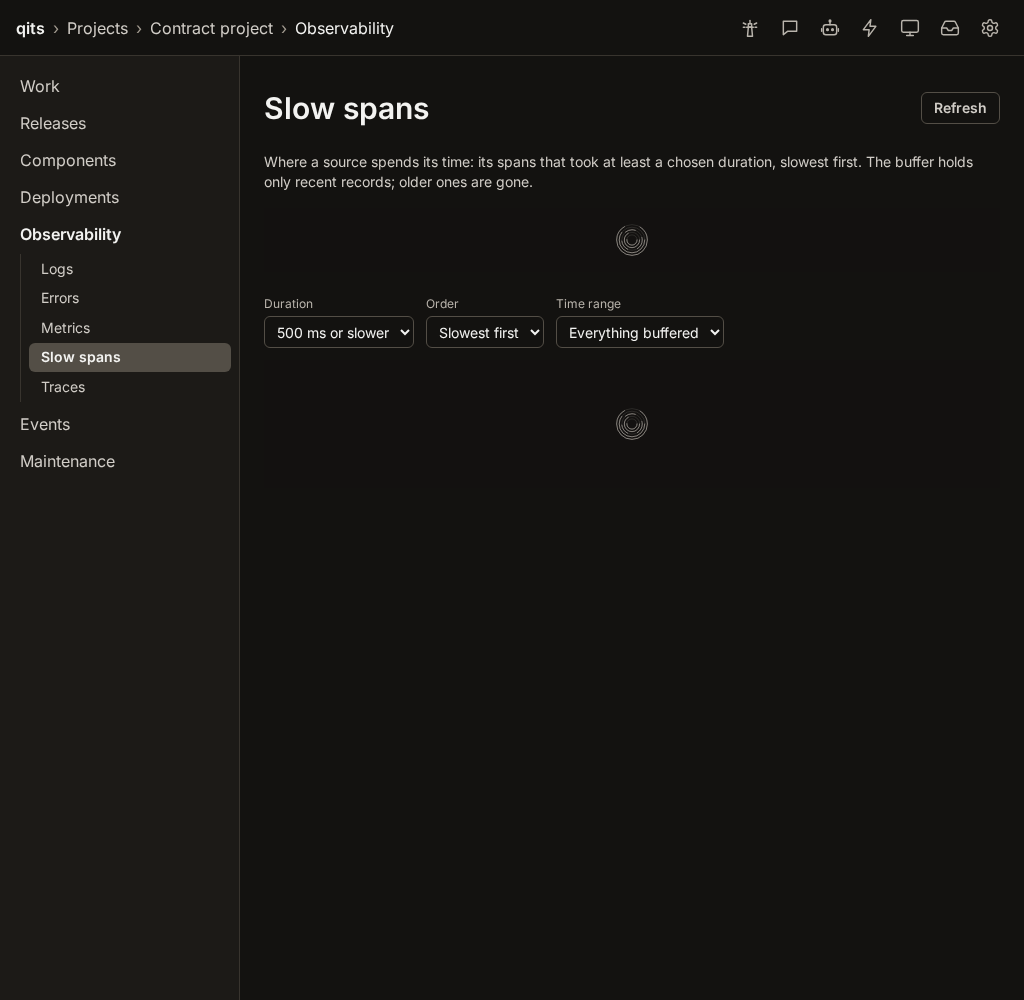 qits › Projects › Contract project › Observability
Work
Releases
Components
Deployments
Observability
Logs
Errors
Metrics
Slow spans
Traces
Events
Maintenance
Slow spans
Refresh
Where a source spends its time: its spans that took at least a chosen duration, slowest first. The buffer holds
only recent records; older ones are gone.
Duration Order Time range
500 ms or slower Slowest first Everything buffered